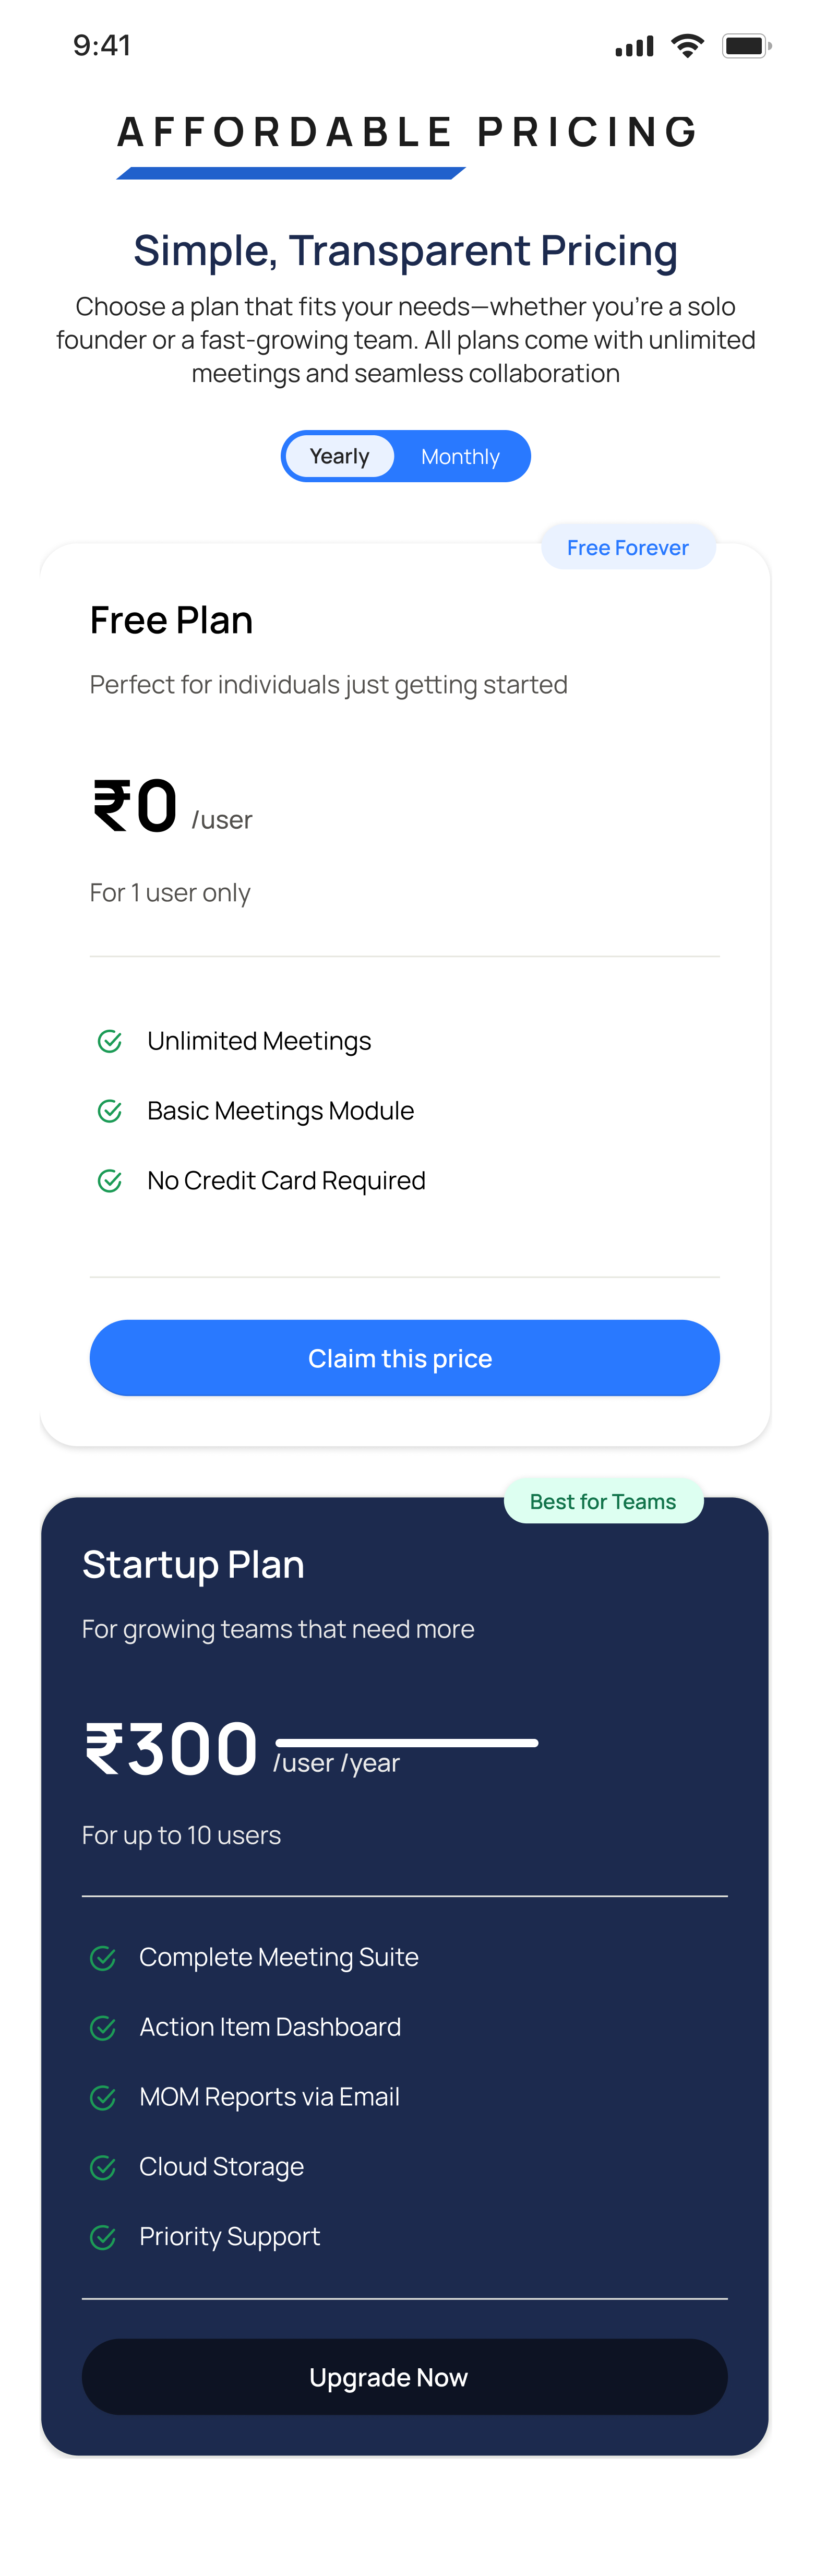 9:41
AFFORDABLE PRICING
Simple, Transparent Pricing
Choose a plan that fits your needs—whether you're a solo
founder or a fast-growing team. All plans come with unlimited
meetings and seamless collaboration
Yearly Monthly
Free Forever
Free Plan
Perfect for individuals just getting started
₹0 /user
For 1 user only
Unlimited Meetings
Basic Meetings Module
No Credit Card Required
Claim this price
Best for Teams
Startup Plan
For growing teams that need more
₹300 /user /year
For up to 10 users
Complete Meeting Suite
Action Item Dashboard
MOM Reports via Email
Cloud Storage
Priority Support
Upgrade Now